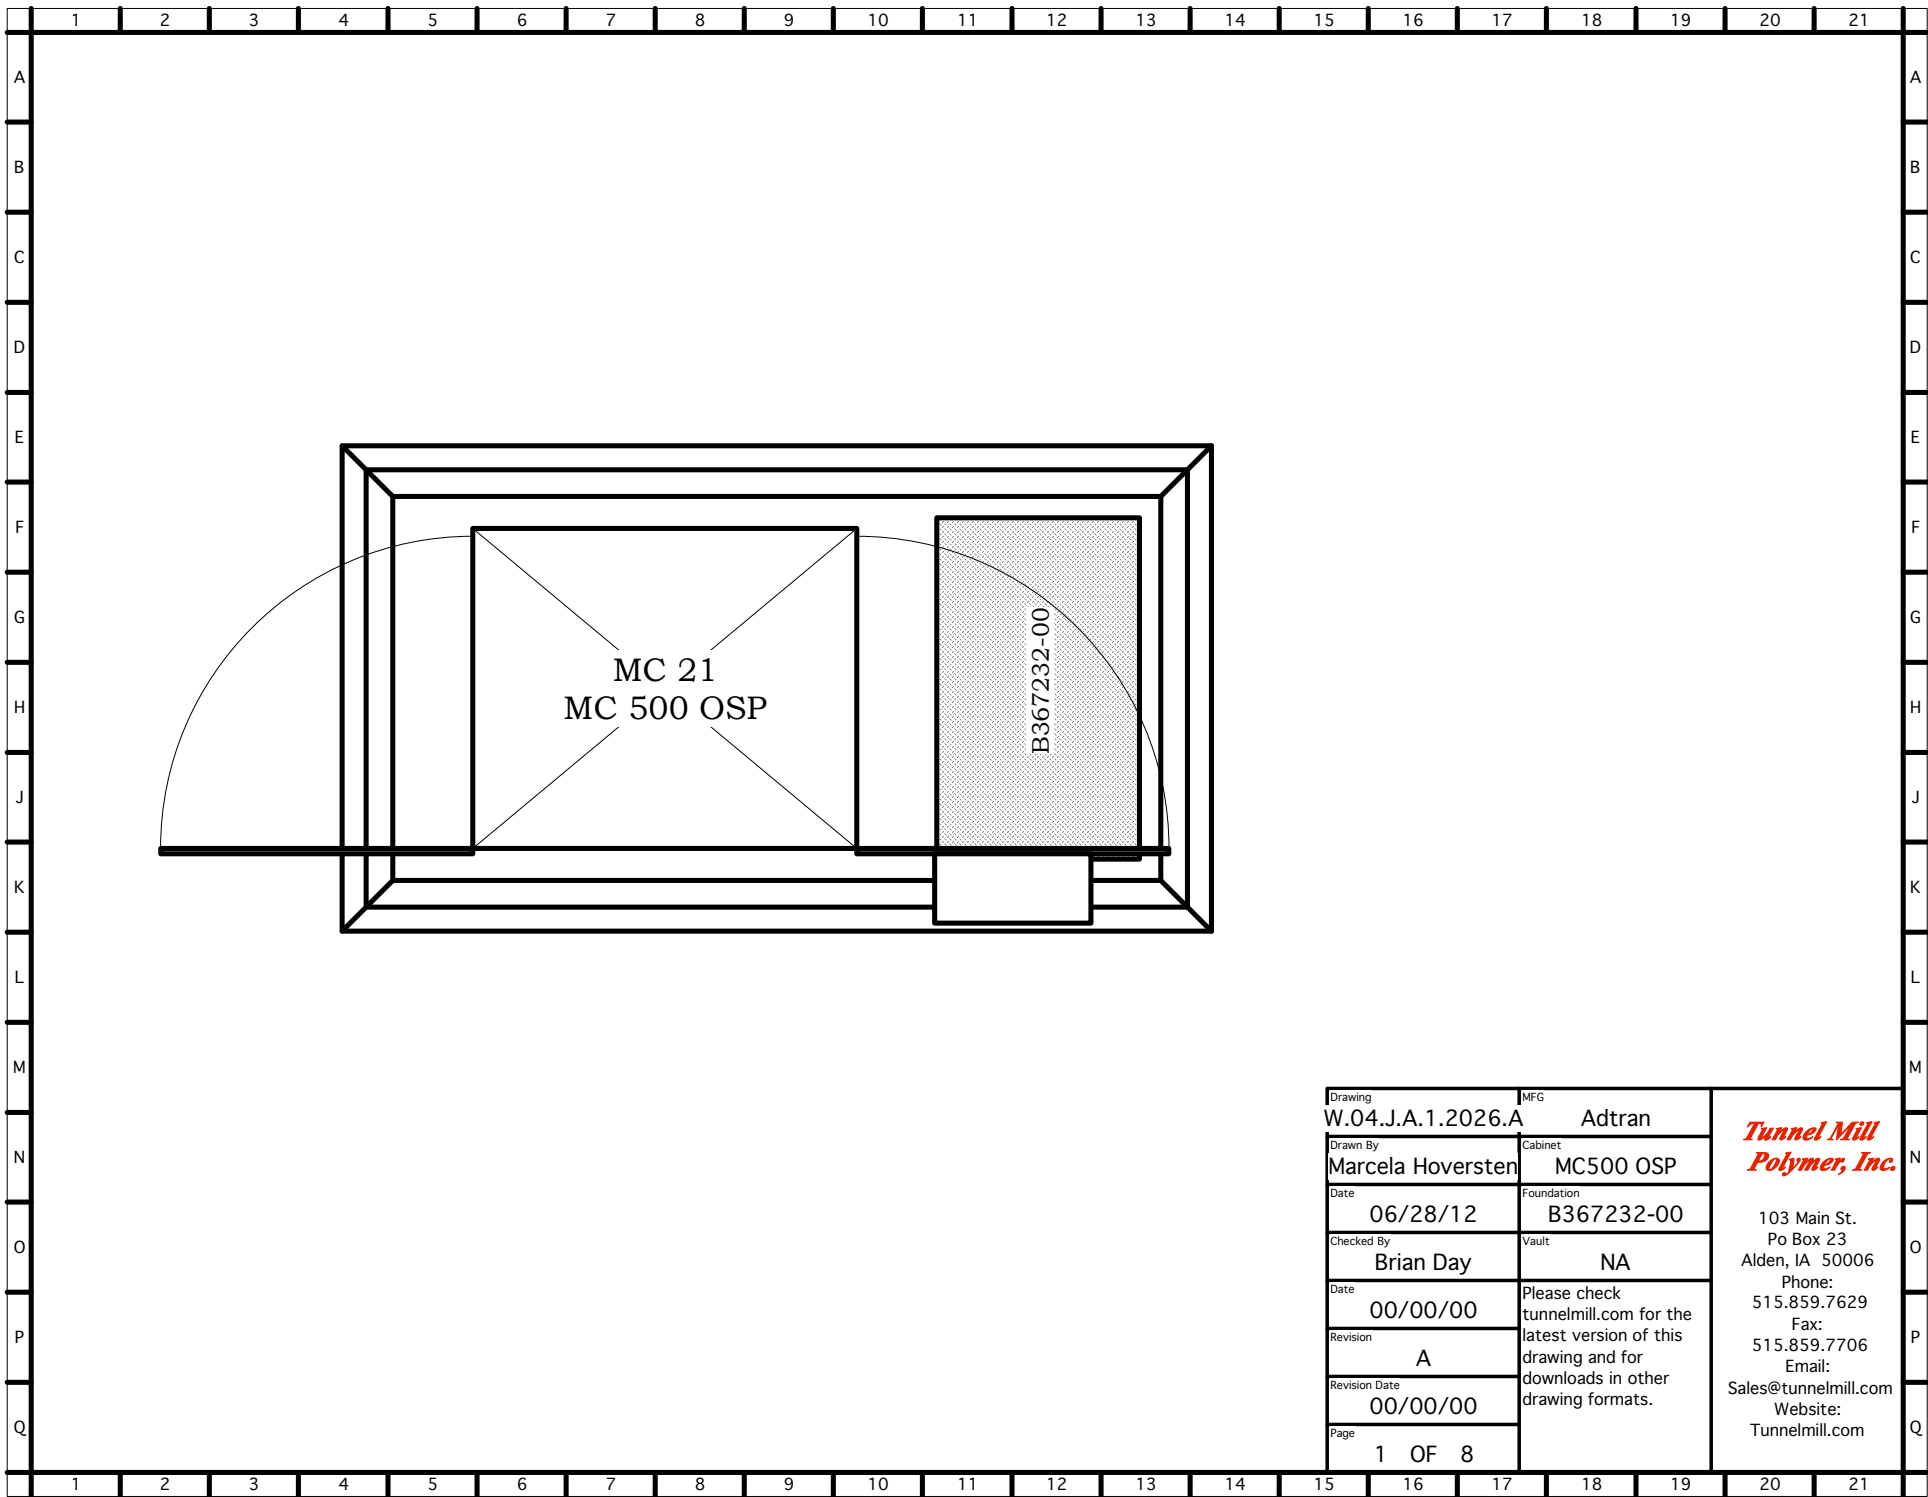 1 2 3 4 5 6 7 8 9 10 11 12 13 14 15 16 17 18 19 20 21
A A
B B
C C
D D
E E
F F
G G
H H
J J
K K
L L
M M
N N
O O
P P
Q Q
MC 21
MC 500 OSP
B367232-00
Drawing
W.04.J.A.1.2026.A
MFG
Adtran
Drawn By
Marcela Hoversten
Cabinet
MC500 OSP
Date
06/28/12
Foundation
B367232-00
Checked By
Brian Day
Vault
NA
Date
00/00/00
Revision
A
Revision Date
00/00/00
Page
1 OF 8
Please check
tunnelmill.com for the
latest version of this
drawing and for
downloads in other
drawing formats.
Tunnel Mill
Polymer, Inc.
103 Main St.
Po Box 23
Alden, IA 50006
Phone:
515.859.7629
Fax:
515.859.7706
Email:
Sales@tunnelmill.com
Website:
Tunnelmill.com
1 2 3 4 5 6 7 8 9 10 11 12 13 14 15 16 17 18 19 20 21